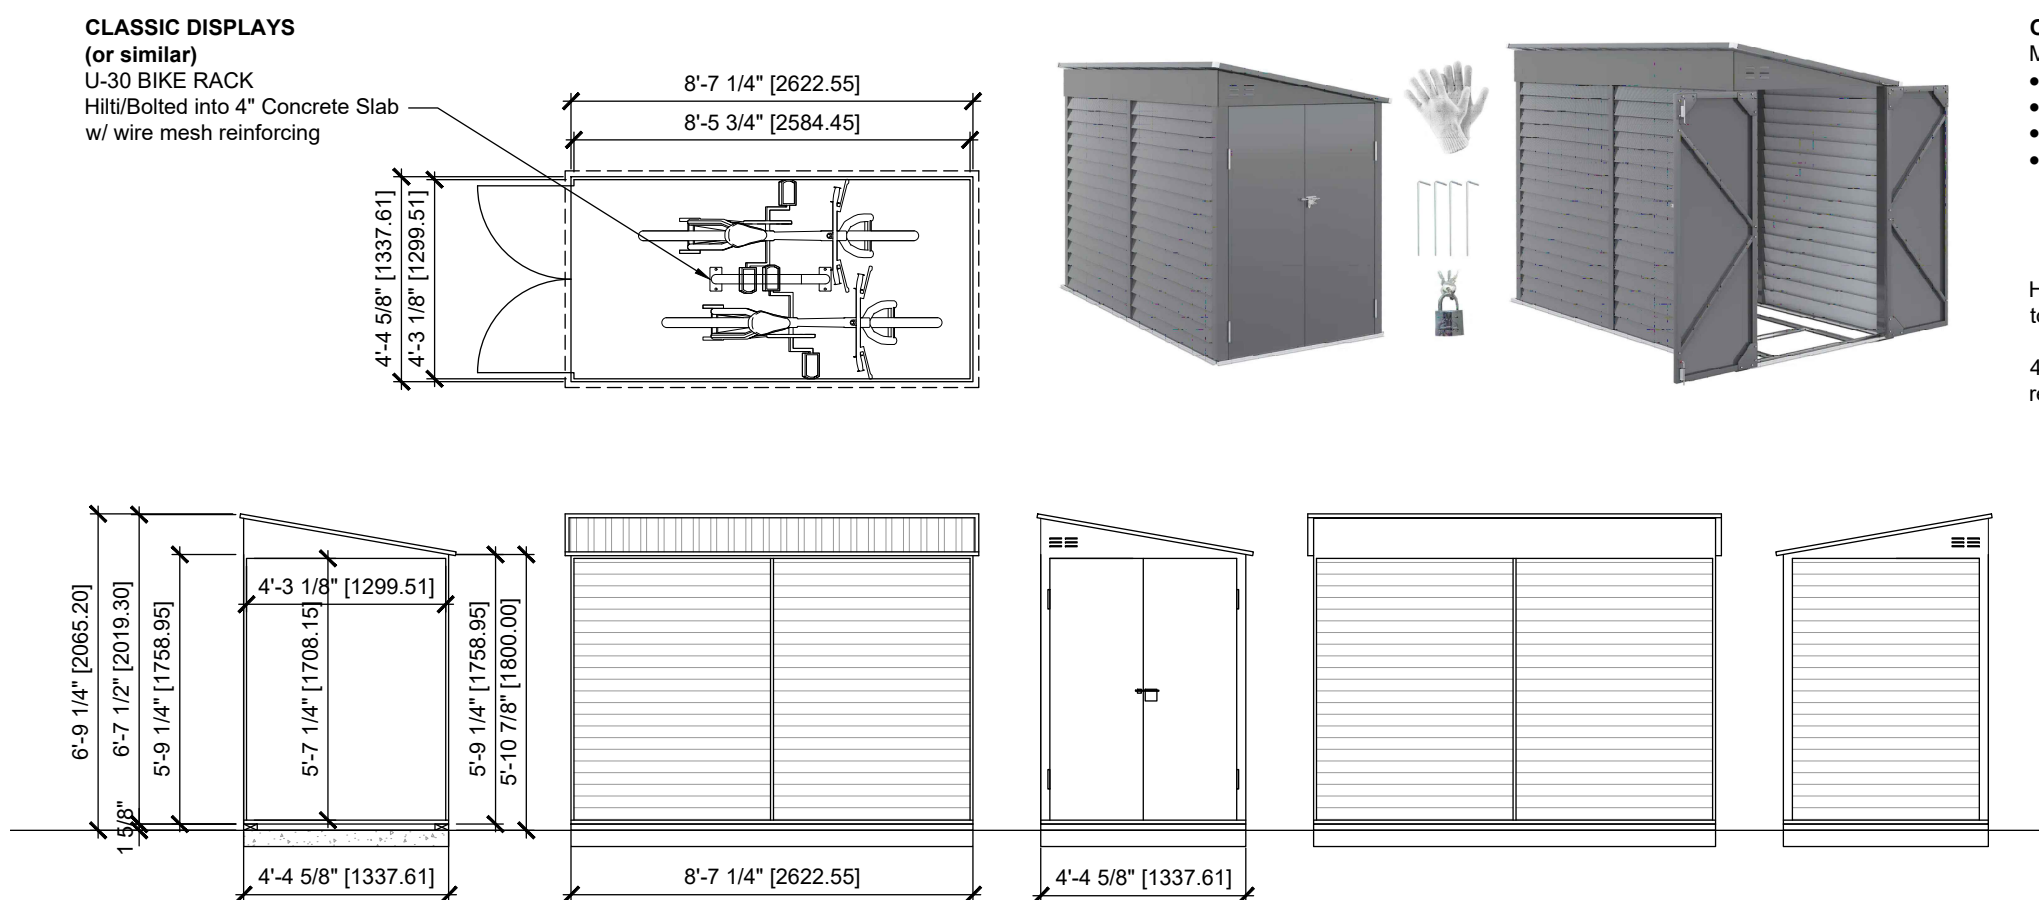 CLASSIC DISPLAYS
(or similar)
U-30 BIKE RACK
Hilti/Bolted into 4" Concrete Slab
w/ wire mesh reinforcing
8'-7 1/4" [2622.55]
8'-5 3/4" [2584.45]
4'-4 5/8" [1337.61]
4'-3 1/8" [1299.51]
C
M
•
•
•
•
H
to
4
re
6'-9 1/4" [2065.20]
6'-7 1/2" [2019.30]
1 5/8"
5'-9 1/4" [1758.95]
4'-3 1/8" [1299.51]
5'-7 1/4" [1708.15]
5'-9 1/4" [1758.95]
5'-10 7/8" [1800.00]
4'-4 5/8" [1337.61]
8'-7 1/4" [2622.55]
4'-4 5/8" [1337.61]